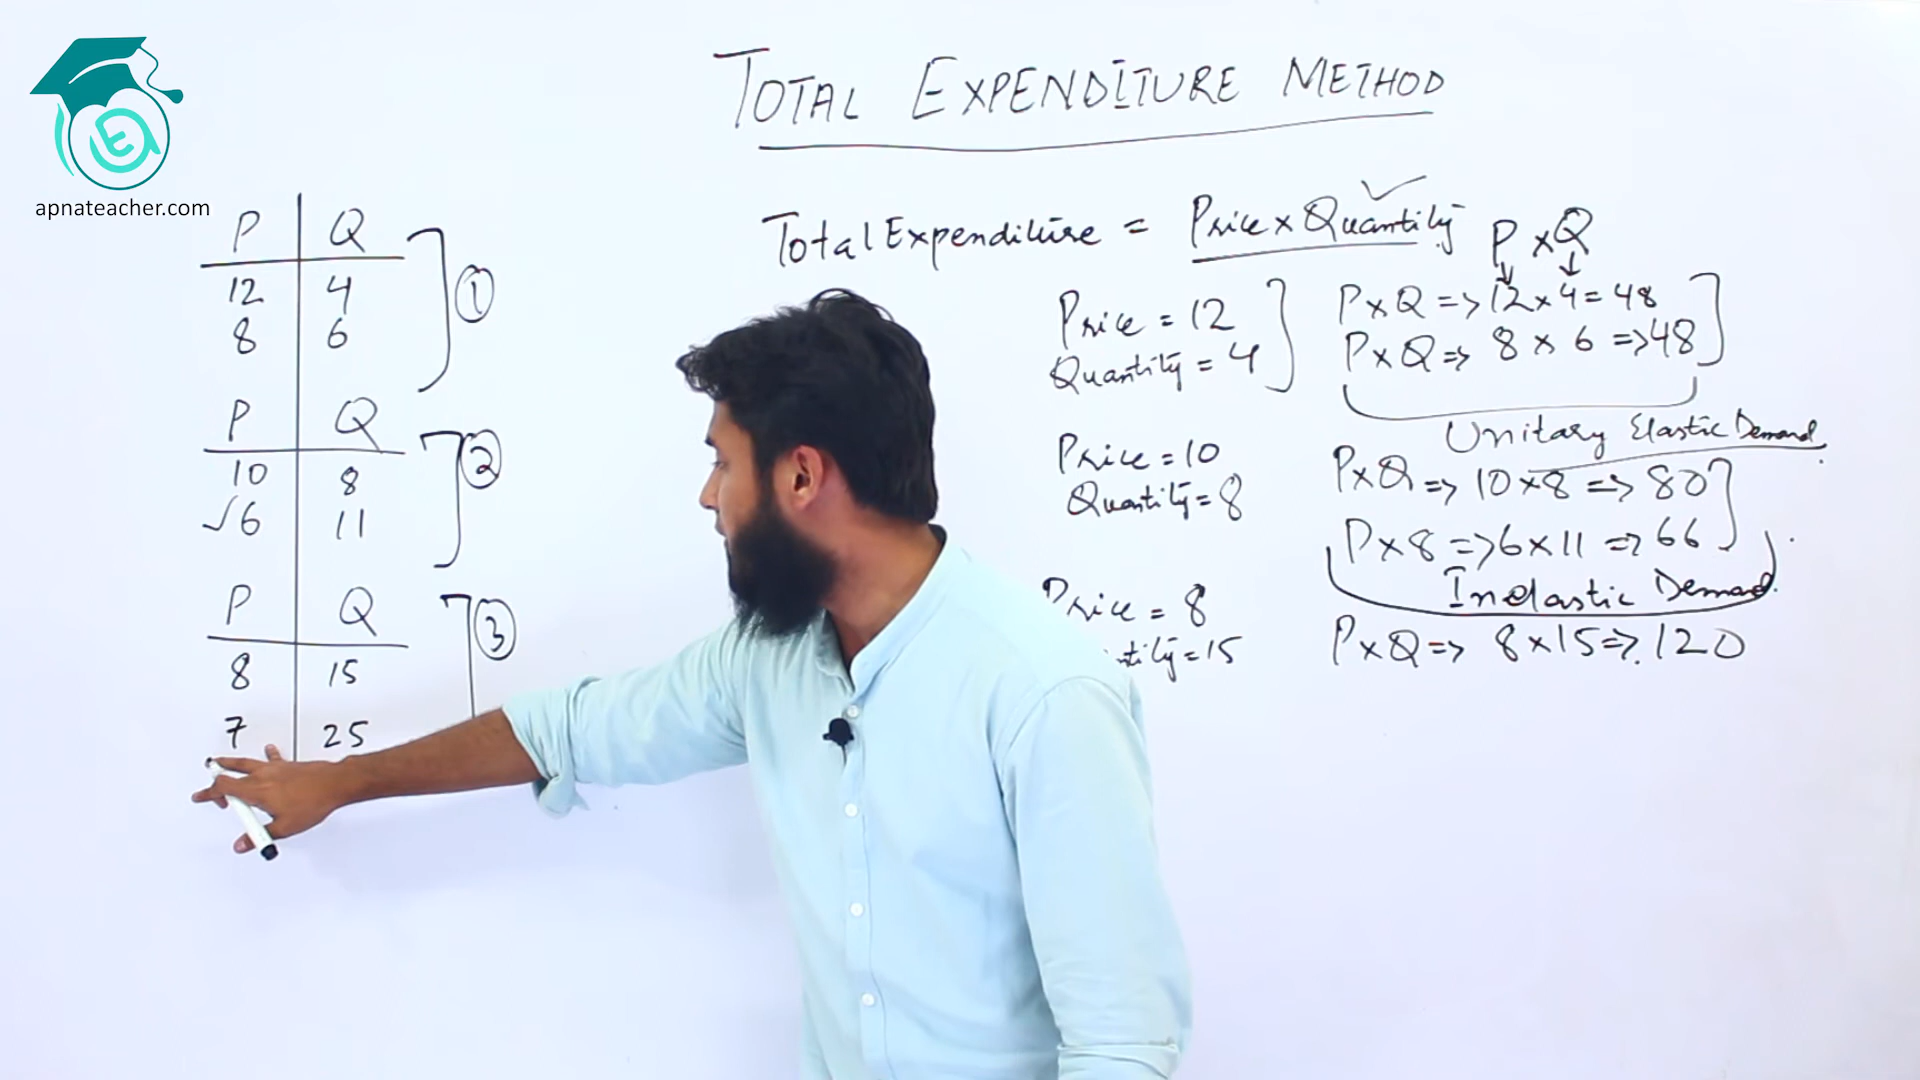 apnateacher.com
TOTAL EXPENDITURE METHOD
Total Expenditure = Price x Quantity P x Q
P Q
12 4
8 6
①
P Q
10 8
✓6 11
②
P Q
8 15
7 25
③
Price = 12
Quantity = 4
Price = 10
Quantity = 8
Price = 8
ntity = 15
P x Q => 12 x 4 = 48
P x Q => 8 x 6 => 48
Unitary Elastic Demand
P x Q => 10 x 8 => 80
P x 8 => 6 x 11 => 66
Inelastic Demand
P x Q => 8 x 15 => 120